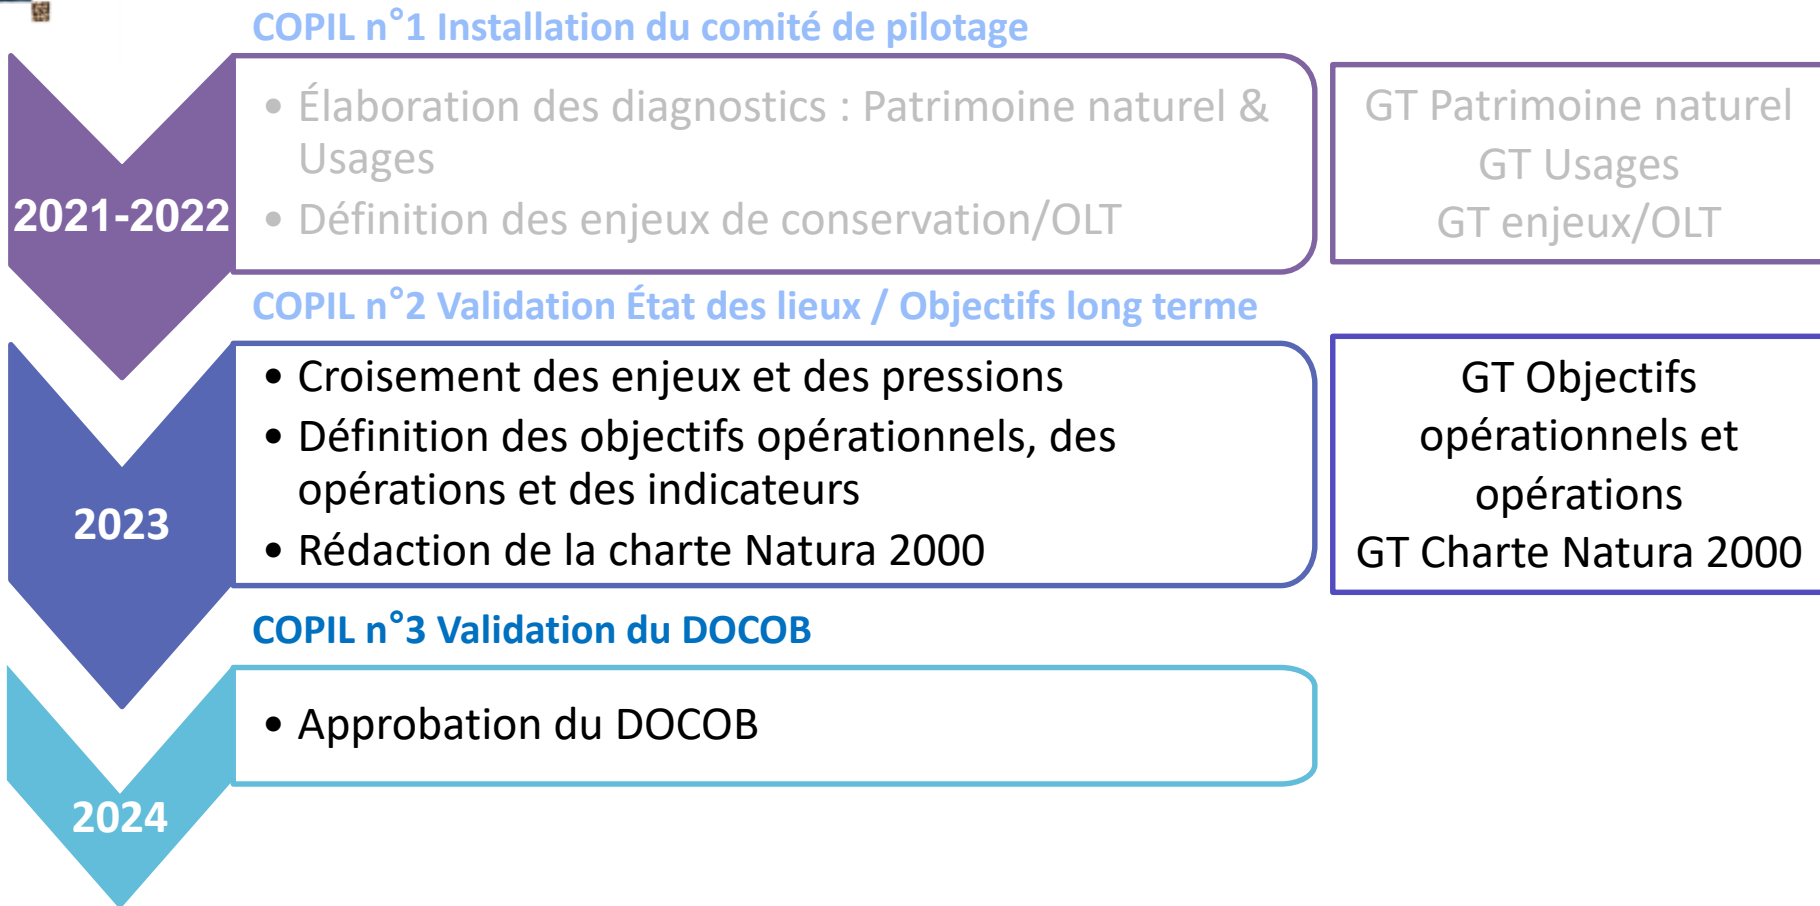 COPIL n°1 Installation du comité de pilotage
• Élaboration des diagnostics : Patrimoine naturel &
Usages
• Définition des enjeux de conservation/OLT
2021-2022
GT Patrimoine naturel
GT Usages
GT enjeux/OLT
COPIL n°2 Validation État des lieux / Objectifs long terme
• Croisement des enjeux et des pressions
• Définition des objectifs opérationnels, des
opérations et des indicateurs
• Rédaction de la charte Natura 2000
2023
GT Objectifs
opérationnels et
opérations
GT Charte Natura 2000
COPIL n°3 Validation du DOCOB
• Approbation du DOCOB
2024